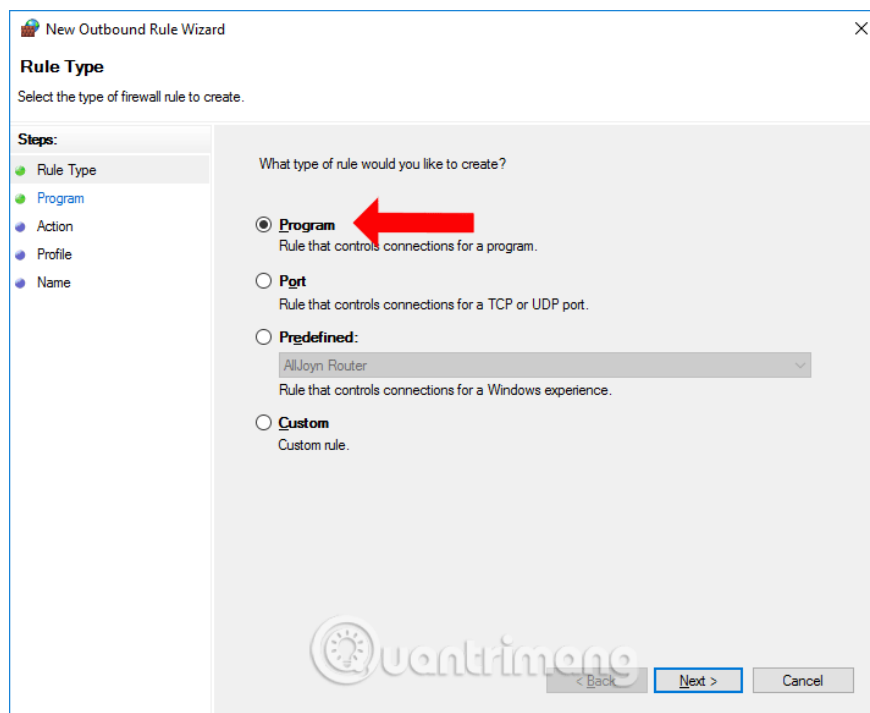 New Outbound Rule Wizard
Rule Type
Select the type of firewall rule to create.
Steps:
Rule Type
Program
Action
Profile
Name
What type of rule would you like to create?
Program
Rule that controls connections for a program.
Port
Rule that controls connections for a TCP or UDP port.
Predefined:
AllJoyn Router
Rule that controls connections for a Windows experience.
Custom
Custom rule.
Quantrimang
< Back
Next >
Cancel